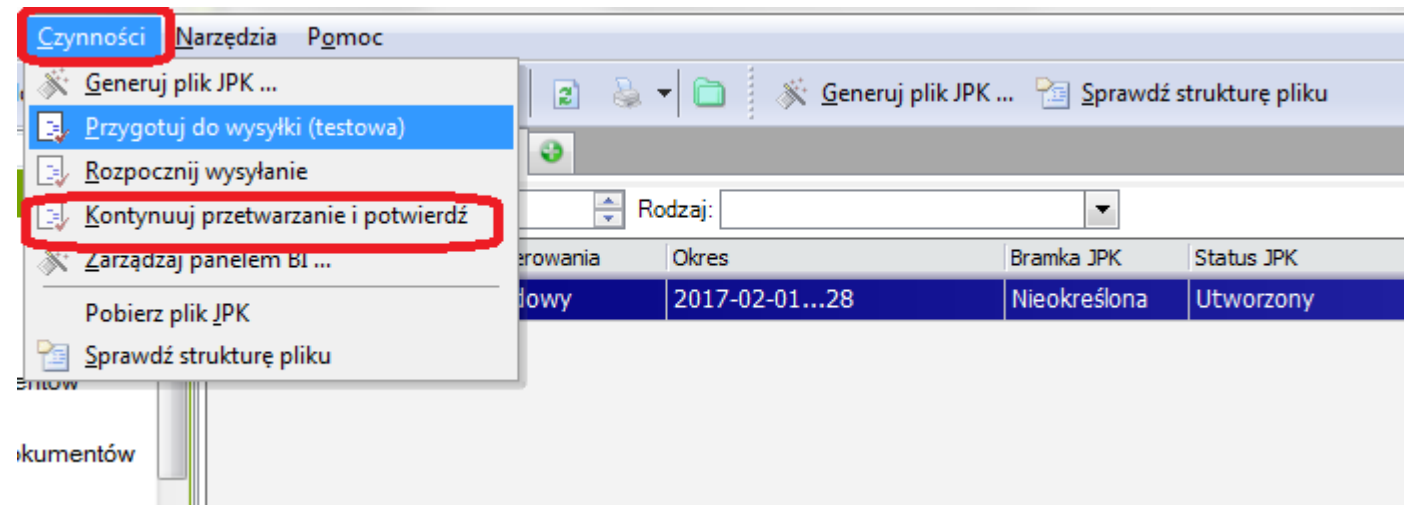 Czynności Narzędzia Pomoc
Generuj plik JPK ...
Generuj plik JPK ... Sprawdź strukturę pliku
Przygotuj do wysyłki (testowa)
Rozpocznij wysyłanie
Kontynuuj przetwarzanie i potwierdź
Rodzaj:
Zarządzaj panelem BI ...
Okres Bramka JPK Status JPK
2017-02-01...28 Nieokreślona Utworzony
Pobierz plik JPK
Sprawdź strukturę pliku